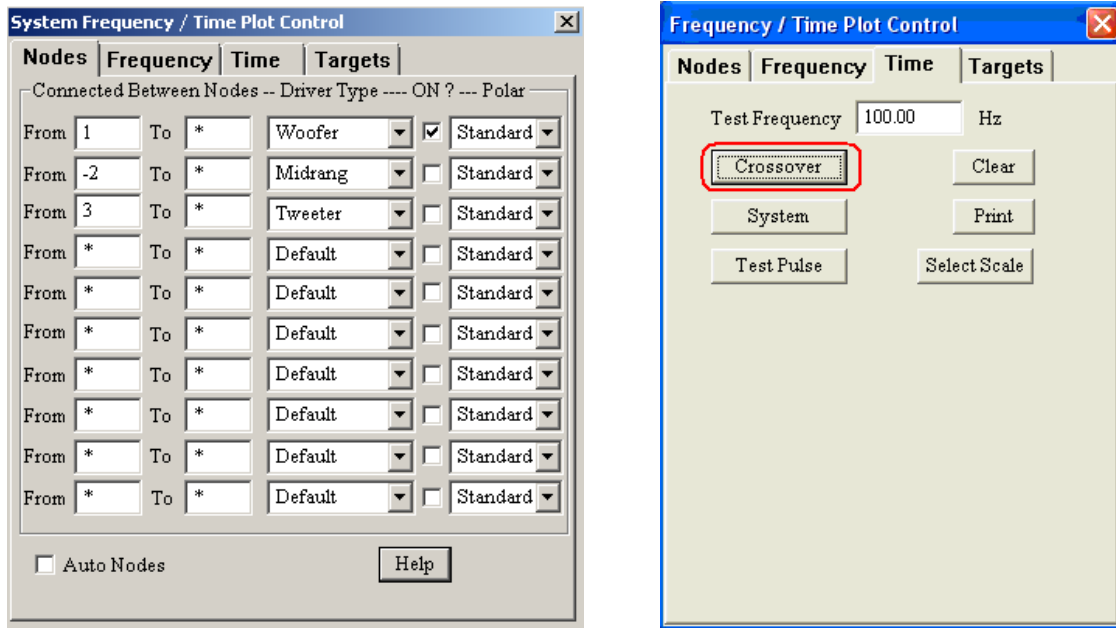 System Frequency / Time Plot Control
Nodes Frequency Time Targets
Connected Between Nodes -- Driver Type ---- ON ? --- Polar
From 1 To * Woofer Standard
From -2 To * Midrang Standard
From 3 To * Tweeter Standard
From * To * Default Standard
From * To * Default Standard
From * To * Default Standard
From * To * Default Standard
From * To * Default Standard
From * To * Default Standard
From * To * Default Standard
Auto Nodes Help
Frequency / Time Plot Control
Nodes Frequency Time Targets
Test Frequency 100.00 Hz
Crossover Clear
System Print
Test Pulse Select Scale